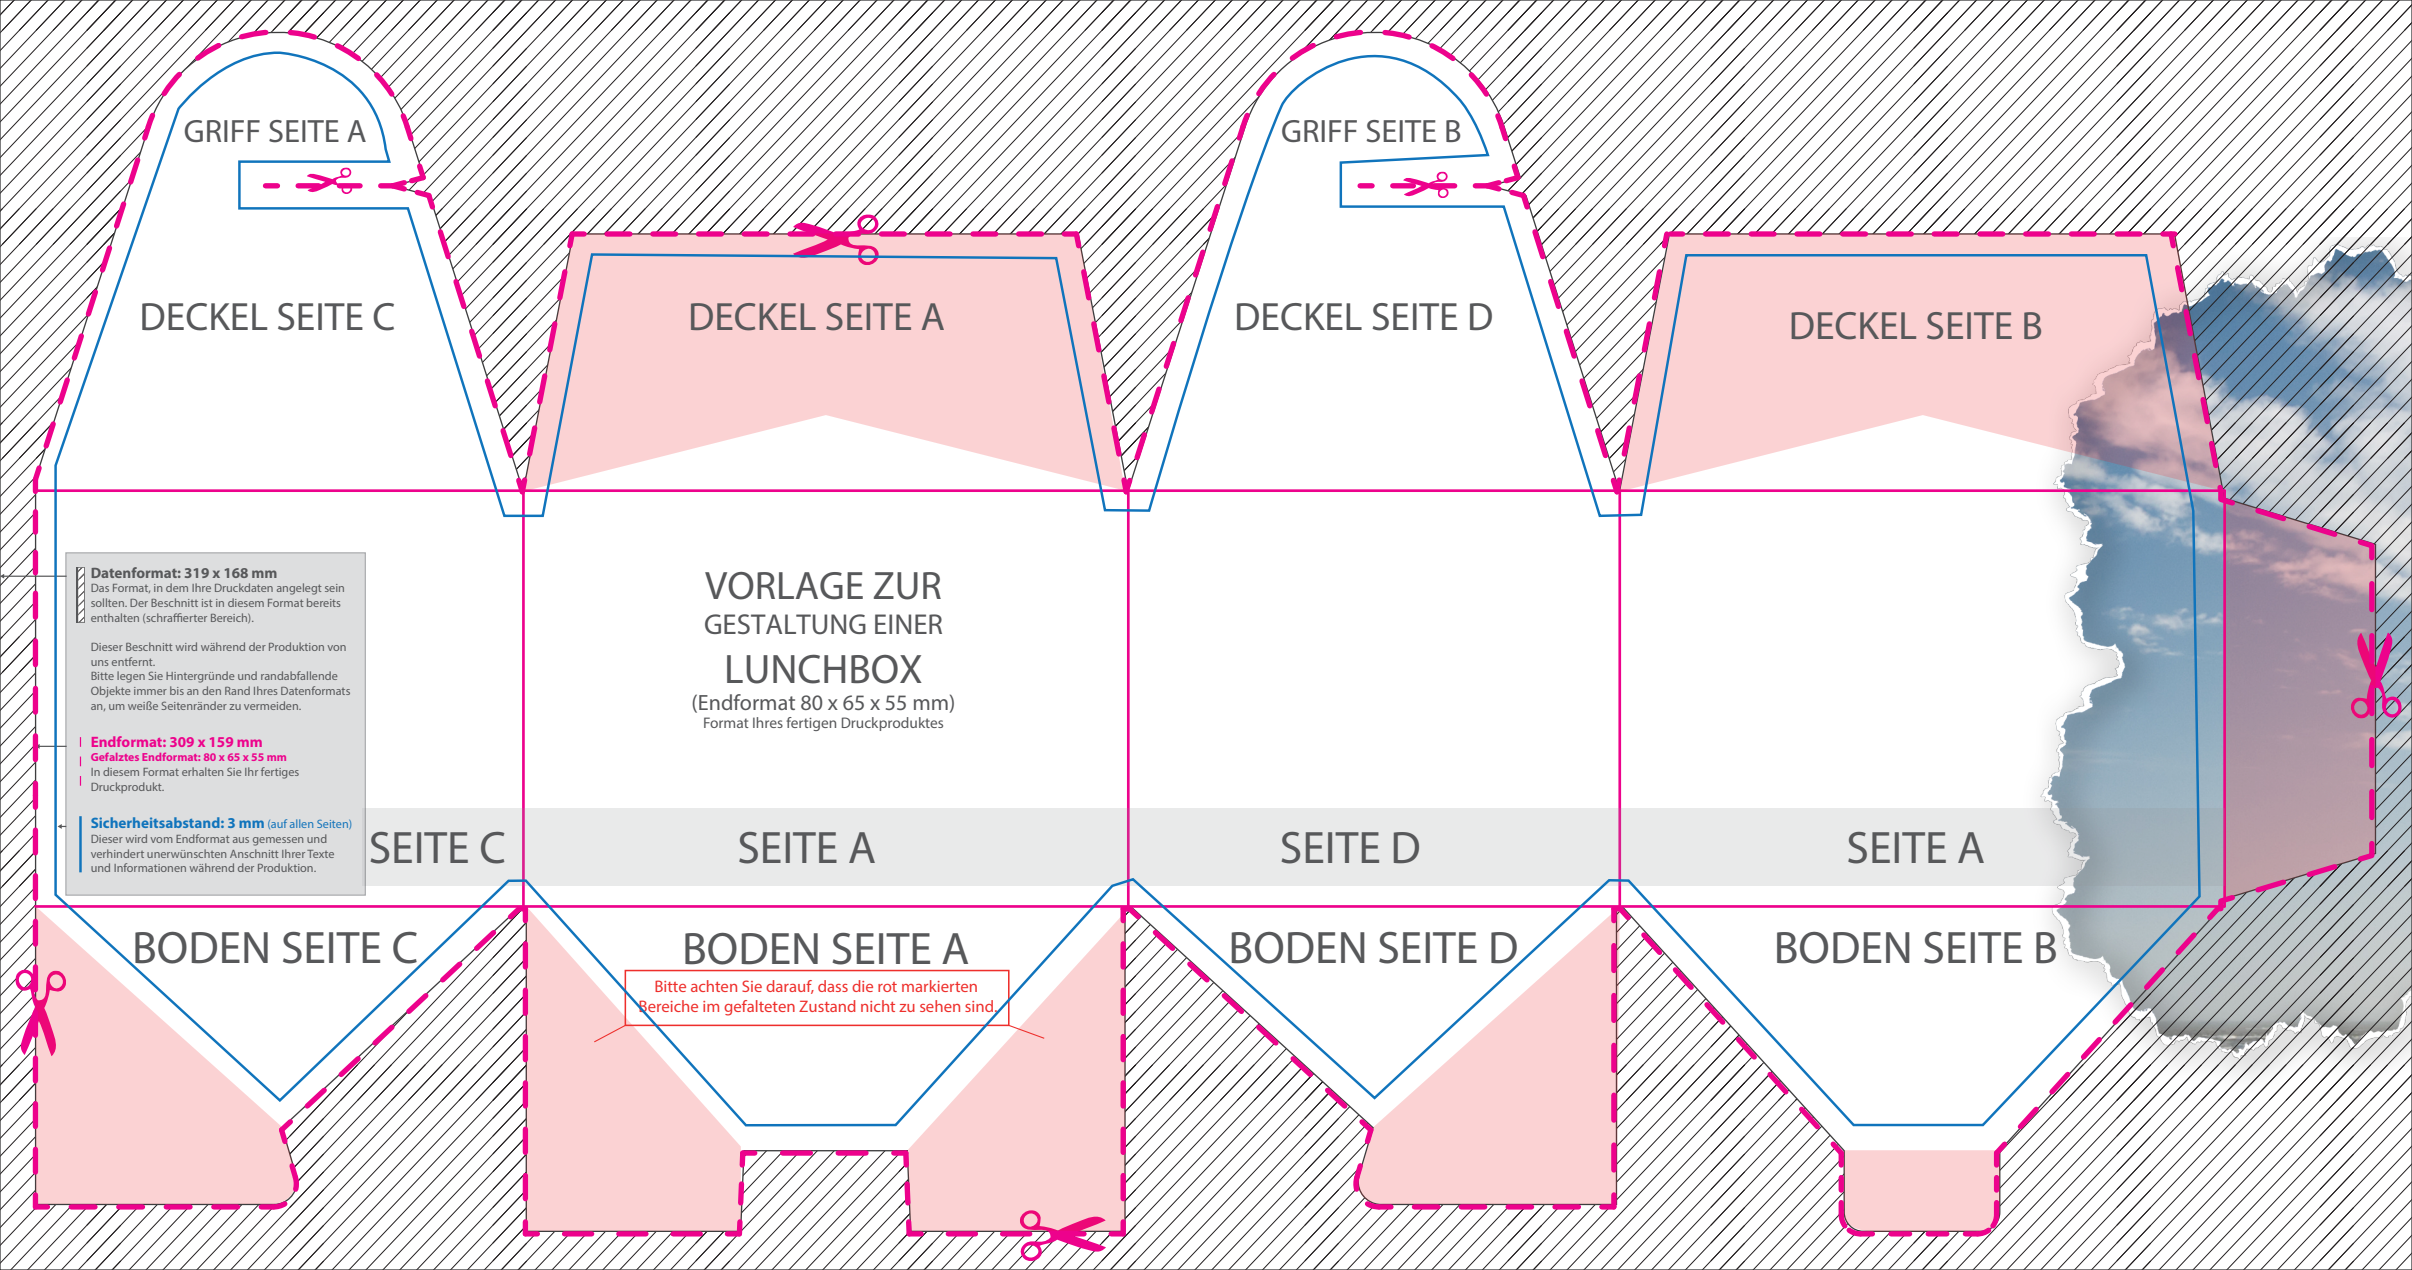 GRIFF SEITE A
GRIFF SEITE B
DECKEL SEITE C
DECKEL SEITE A
DECKEL SEITE D
DECKEL SEITE B
Datenformat: 319 x 168 mm
Das Format, in dem Ihre Druckdaten angelegt sein
sollten. Der Beschnitt ist in diesem Format bereits
enthalten (schraffierter Bereich).
Dieser Beschnitt wird während der Produktion von
uns entfernt.
Bitte legen Sie Hintergründe und randabfallende
Objekte immer bis an den Rand Ihres Datenformats
an, um weiße Seitenränder zu vermeiden.
Endformat: 309 x 159 mm
Gefalztes Endformat: 80 x 65 x 55 mm
In diesem Format erhalten Sie Ihr fertiges
Druckprodukt.
Sicherheitsabstand: 3 mm (auf allen Seiten)
Dieser wird vom Endformat aus gemessen und
verhindert unerwünschten Anschnitt Ihrer Texte
und Informationen während der Produktion.
VORLAGE ZUR
GESTALTUNG EINER
LUNCHBOX
(Endformat 80 x 65 x 55 mm)
Format Ihres fertigen Druckproduktes
SEITE C
SEITE A
SEITE D
SEITE A
BODEN SEITE C
BODEN SEITE A
BODEN SEITE D
BODEN SEITE B
Bitte achten Sie darauf, dass die rot markierten
Bereiche im gefalteten Zustand nicht zu sehen sind.